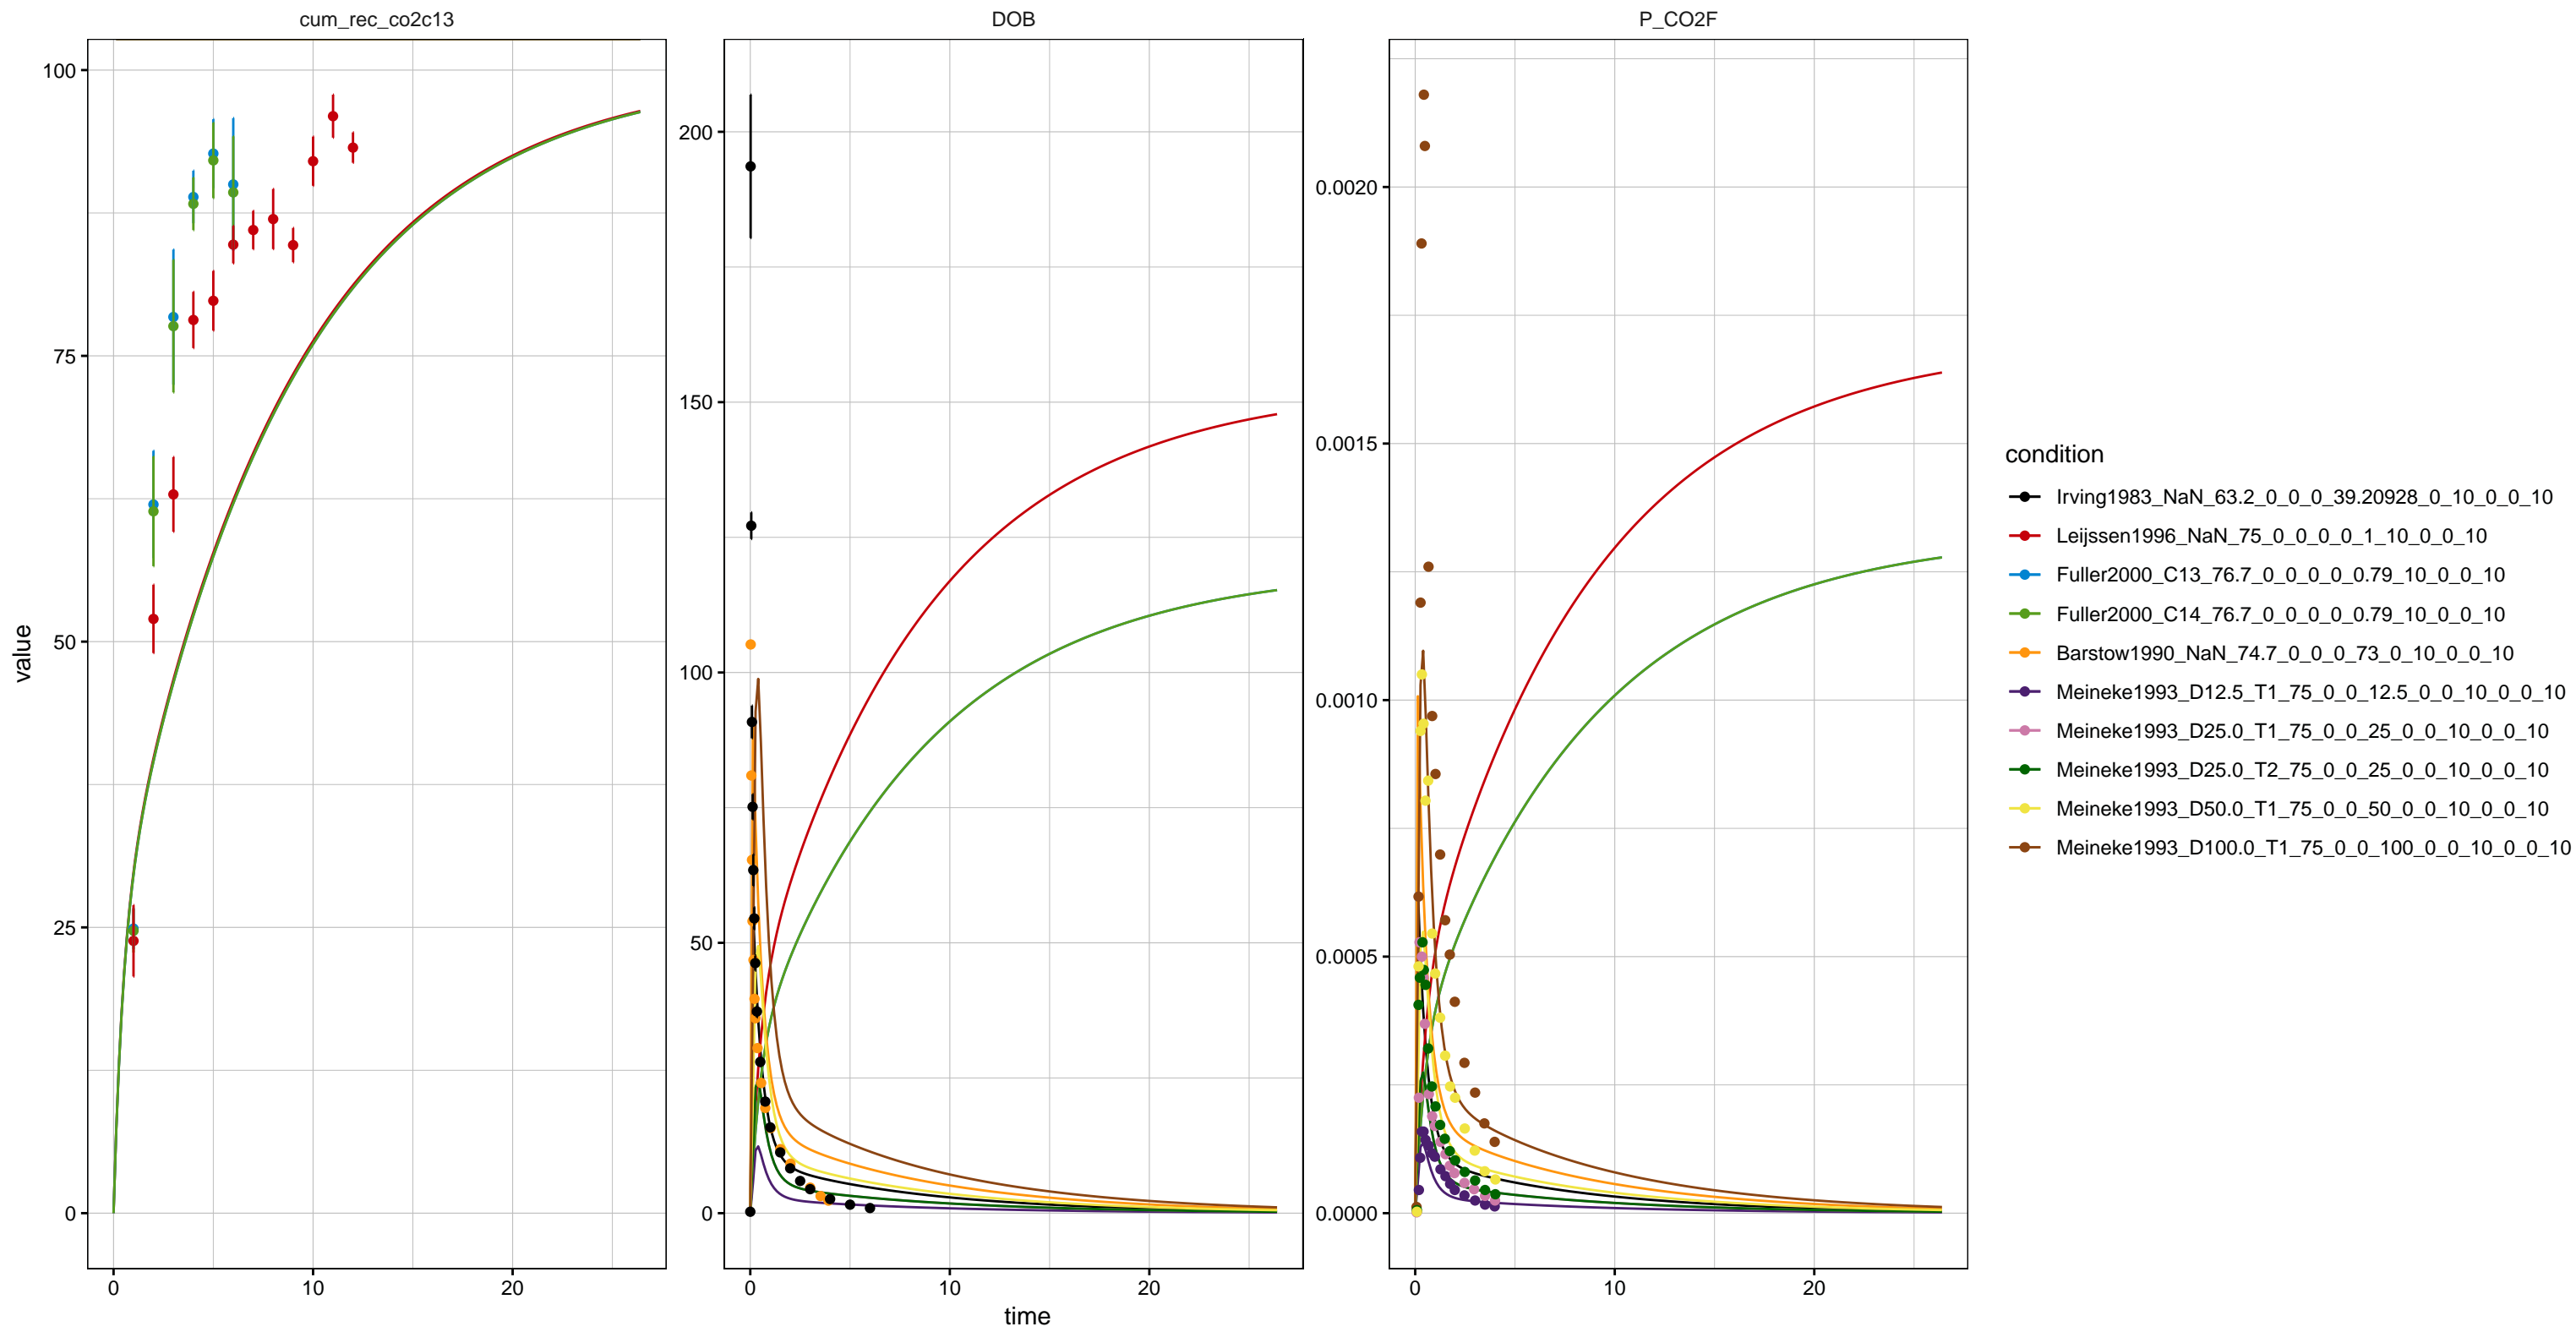 cum_rec_co2c13
DOB
P_CO2F
value
100
75
50
25
0
0
10
20
200
150
100
50
0
0
10
20
time
0.0020
0.0015
0.0010
0.0005
0.0000
0
10
20
condition
Irving1983_NaN_63.2_0_0_0_39.20928_0_10_0_0_10
Leijssen1996_NaN_75_0_0_0_0_1_10_0_0_10
Fuller2000_C13_76.7_0_0_0_0_0.79_10_0_0_10
Fuller2000_C14_76.7_0_0_0_0_0.79_10_0_0_10
Barstow1990_NaN_74.7_0_0_0_73_0_10_0_0_10
Meineke1993_D12.5_T1_75_0_0_12.5_0_0_10_0_0_10
Meineke1993_D25.0_T1_75_0_0_25_0_0_10_0_0_10
Meineke1993_D25.0_T2_75_0_0_25_0_0_10_0_0_10
Meineke1993_D50.0_T1_75_0_0_50_0_0_10_0_0_10
Meineke1993_D100.0_T1_75_0_0_100_0_0_10_0_0_10